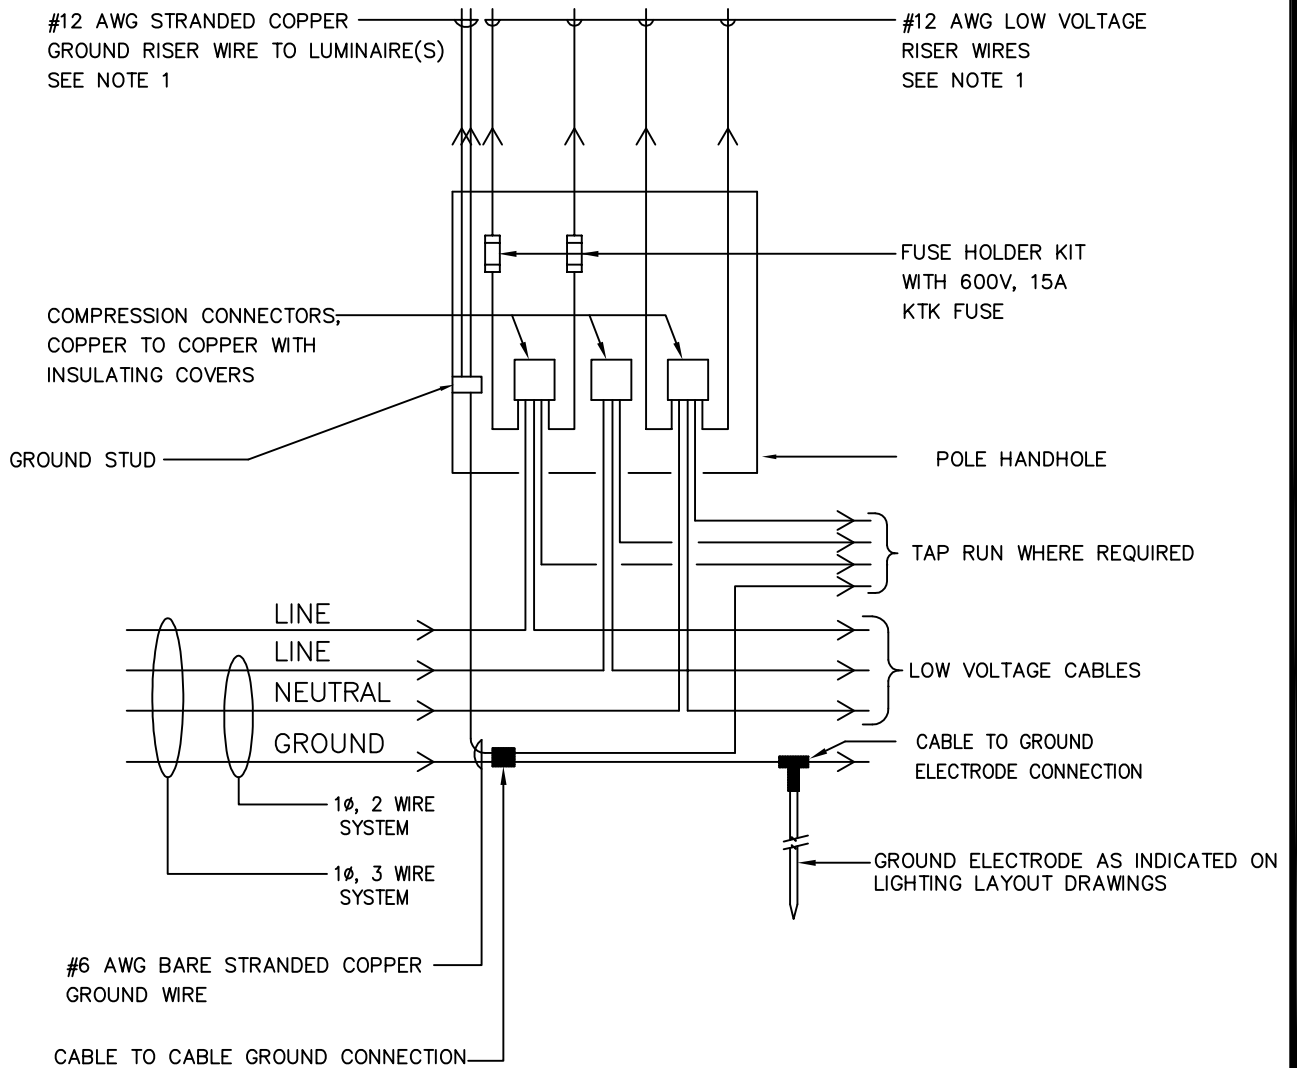 #12 AWG STRANDED COPPER
GROUND RISER WIRE TO LUMINAIRE(S)
SEE NOTE 1
#12 AWG LOW VOLTAGE
RISER WIRES
SEE NOTE 1
FUSE HOLDER KIT
WITH 600V, 15A
KTK FUSE
COMPRESSION CONNECTORS,
COPPER TO COPPER WITH
INSULATING COVERS
GROUND STUD
POLE HANDHOLE
TAP RUN WHERE REQUIRED
LINE
LINE
NEUTRAL
GROUND
LOW VOLTAGE CABLES
CABLE TO GROUND
ELECTRODE CONNECTION
1ø, 2 WIRE
SYSTEM
1ø, 3 WIRE
SYSTEM
GROUND ELECTRODE AS INDICATED ON
LIGHTING LAYOUT DRAWINGS
#6 AWG BARE STRANDED COPPER
GROUND WIRE
CABLE TO CABLE GROUND CONNECTION